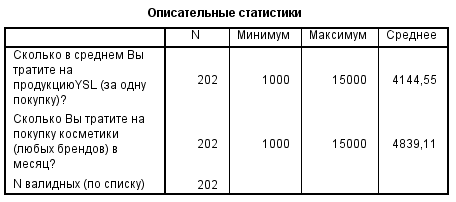 Описательные статистики
N Минимум Максимум Среднее
Сколько в среднем Вы
тратите на
продукциюYSL (за одну
покупку)?
202 1000 15000 4144,55
Сколько Вы тратите на
покупку косметики
(любых брендов) в
месяц?
202 1000 15000 4839,11
N валидных (по списку) 202